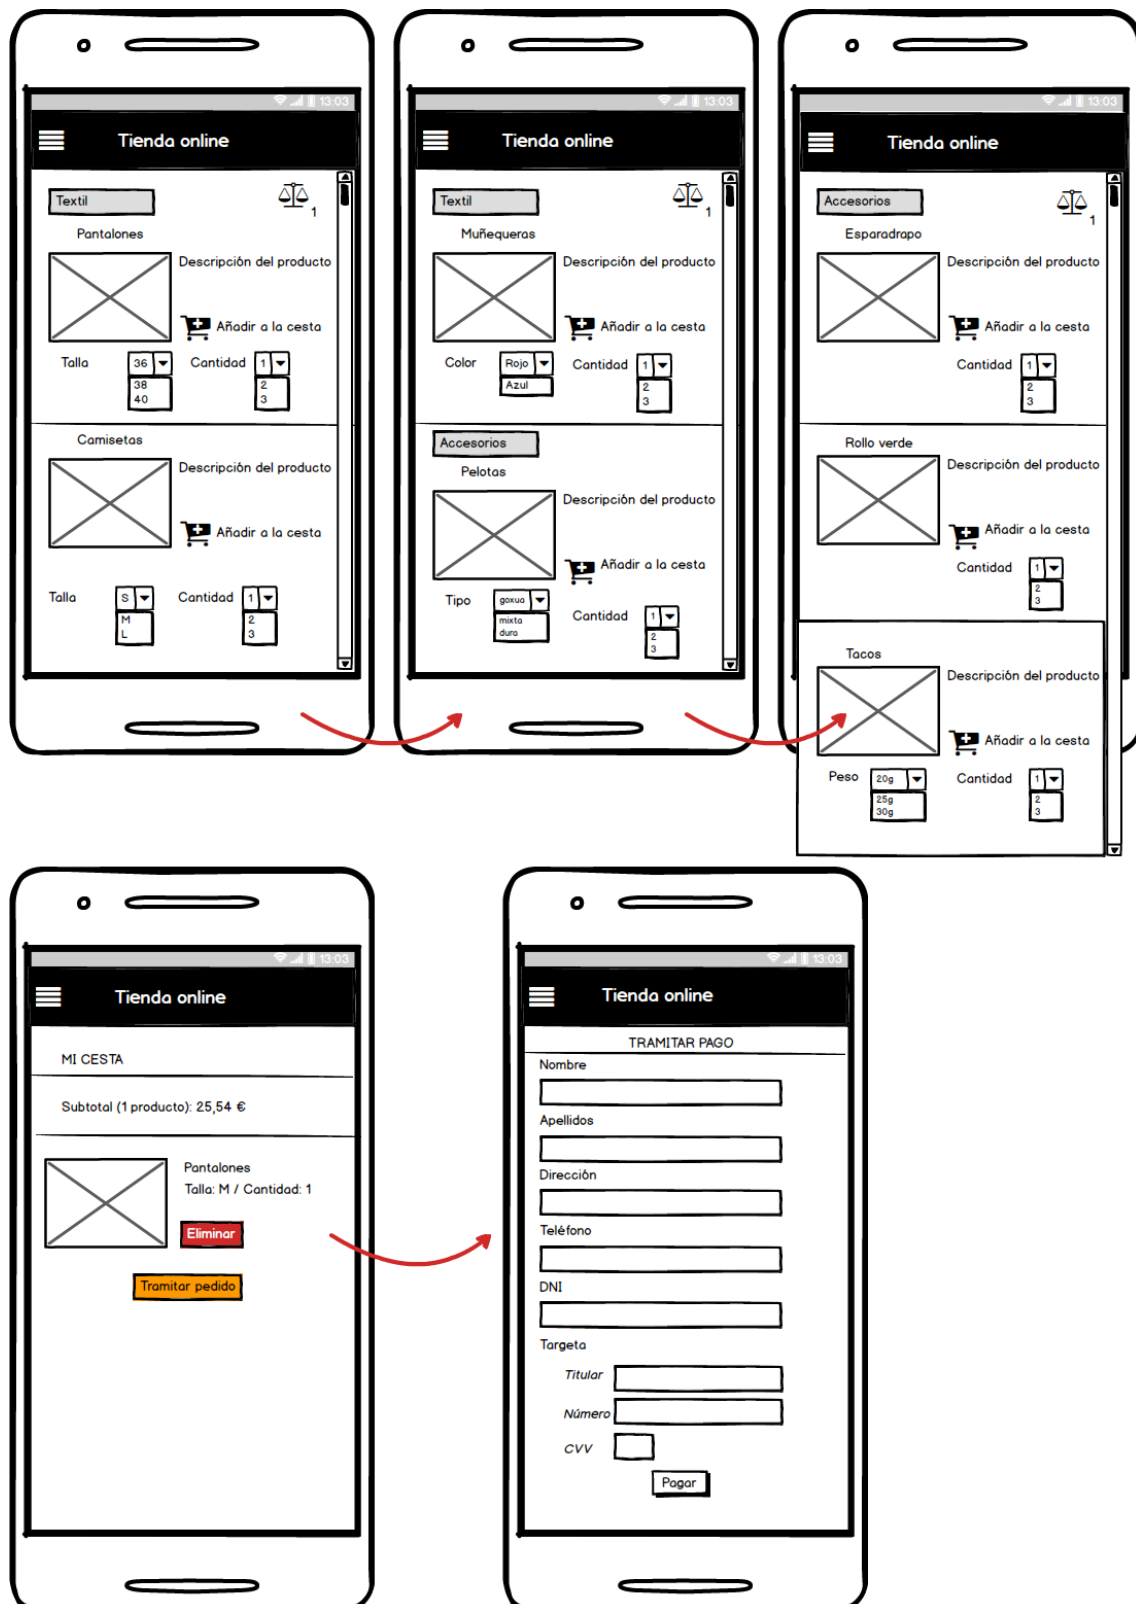 13:03
Tienda online
Textil
1
Pantalones
Descripción del producto
Añadir a la cesta
Talla 36 Cantidad 1
38 2
40 3
Camisetas
Descripción del producto
Añadir a la cesta
Talla S Cantidad 1
M 2
L 3
13:03
Tienda online
Textil
1
Muñequeras
Descripción del producto
Añadir a la cesta
Color Rojo Cantidad 1
Azul 2
3
Accesorios
Pelotas
Descripción del producto
Añadir a la cesta
Tipo goxua Cantidad 1
mixta 2
dura 3
13:03
Tienda online
Accesorios
1
Esparadrapo
Descripción del producto
Añadir a la cesta
Cantidad 1
2
3
Rollo verde
Descripción del producto
Añadir a la cesta
Cantidad 1
2
3
Tacos
Descripción del producto
Añadir a la cesta
Peso 20g Cantidad 1
25g 2
30g 3
13:03
Tienda online
MI CESTA
Subtotal (1 producto): 25,54 €
Pantalones
Talla: M / Cantidad: 1
Eliminar
Tramitar pedido
13:03
Tienda online
TRAMITAR PAGO
Nombre
Apellidos
Dirección
Teléfono
DNI
Targeta
Titular
Número
CVV
Pagar